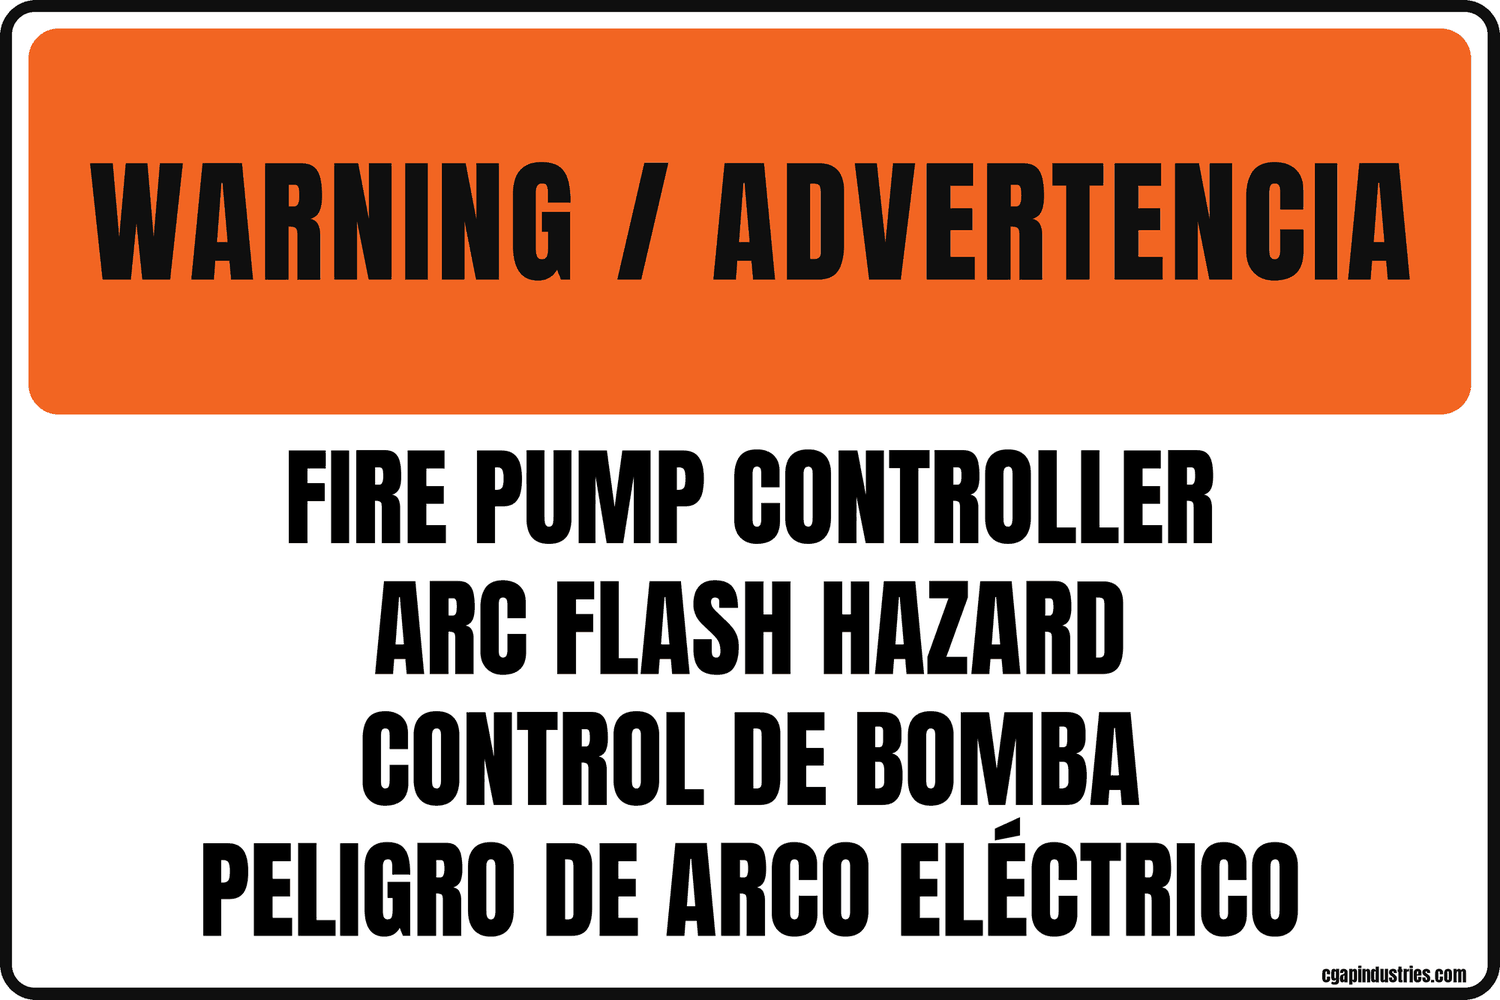 WARNING / ADVERTENCIA
FIRE PUMP CONTROLLER
ARC FLASH HAZARD
CONTROL DE BOMBA
PELIGRO DE ARCO ELÉCTRICO
cgapindustries.com